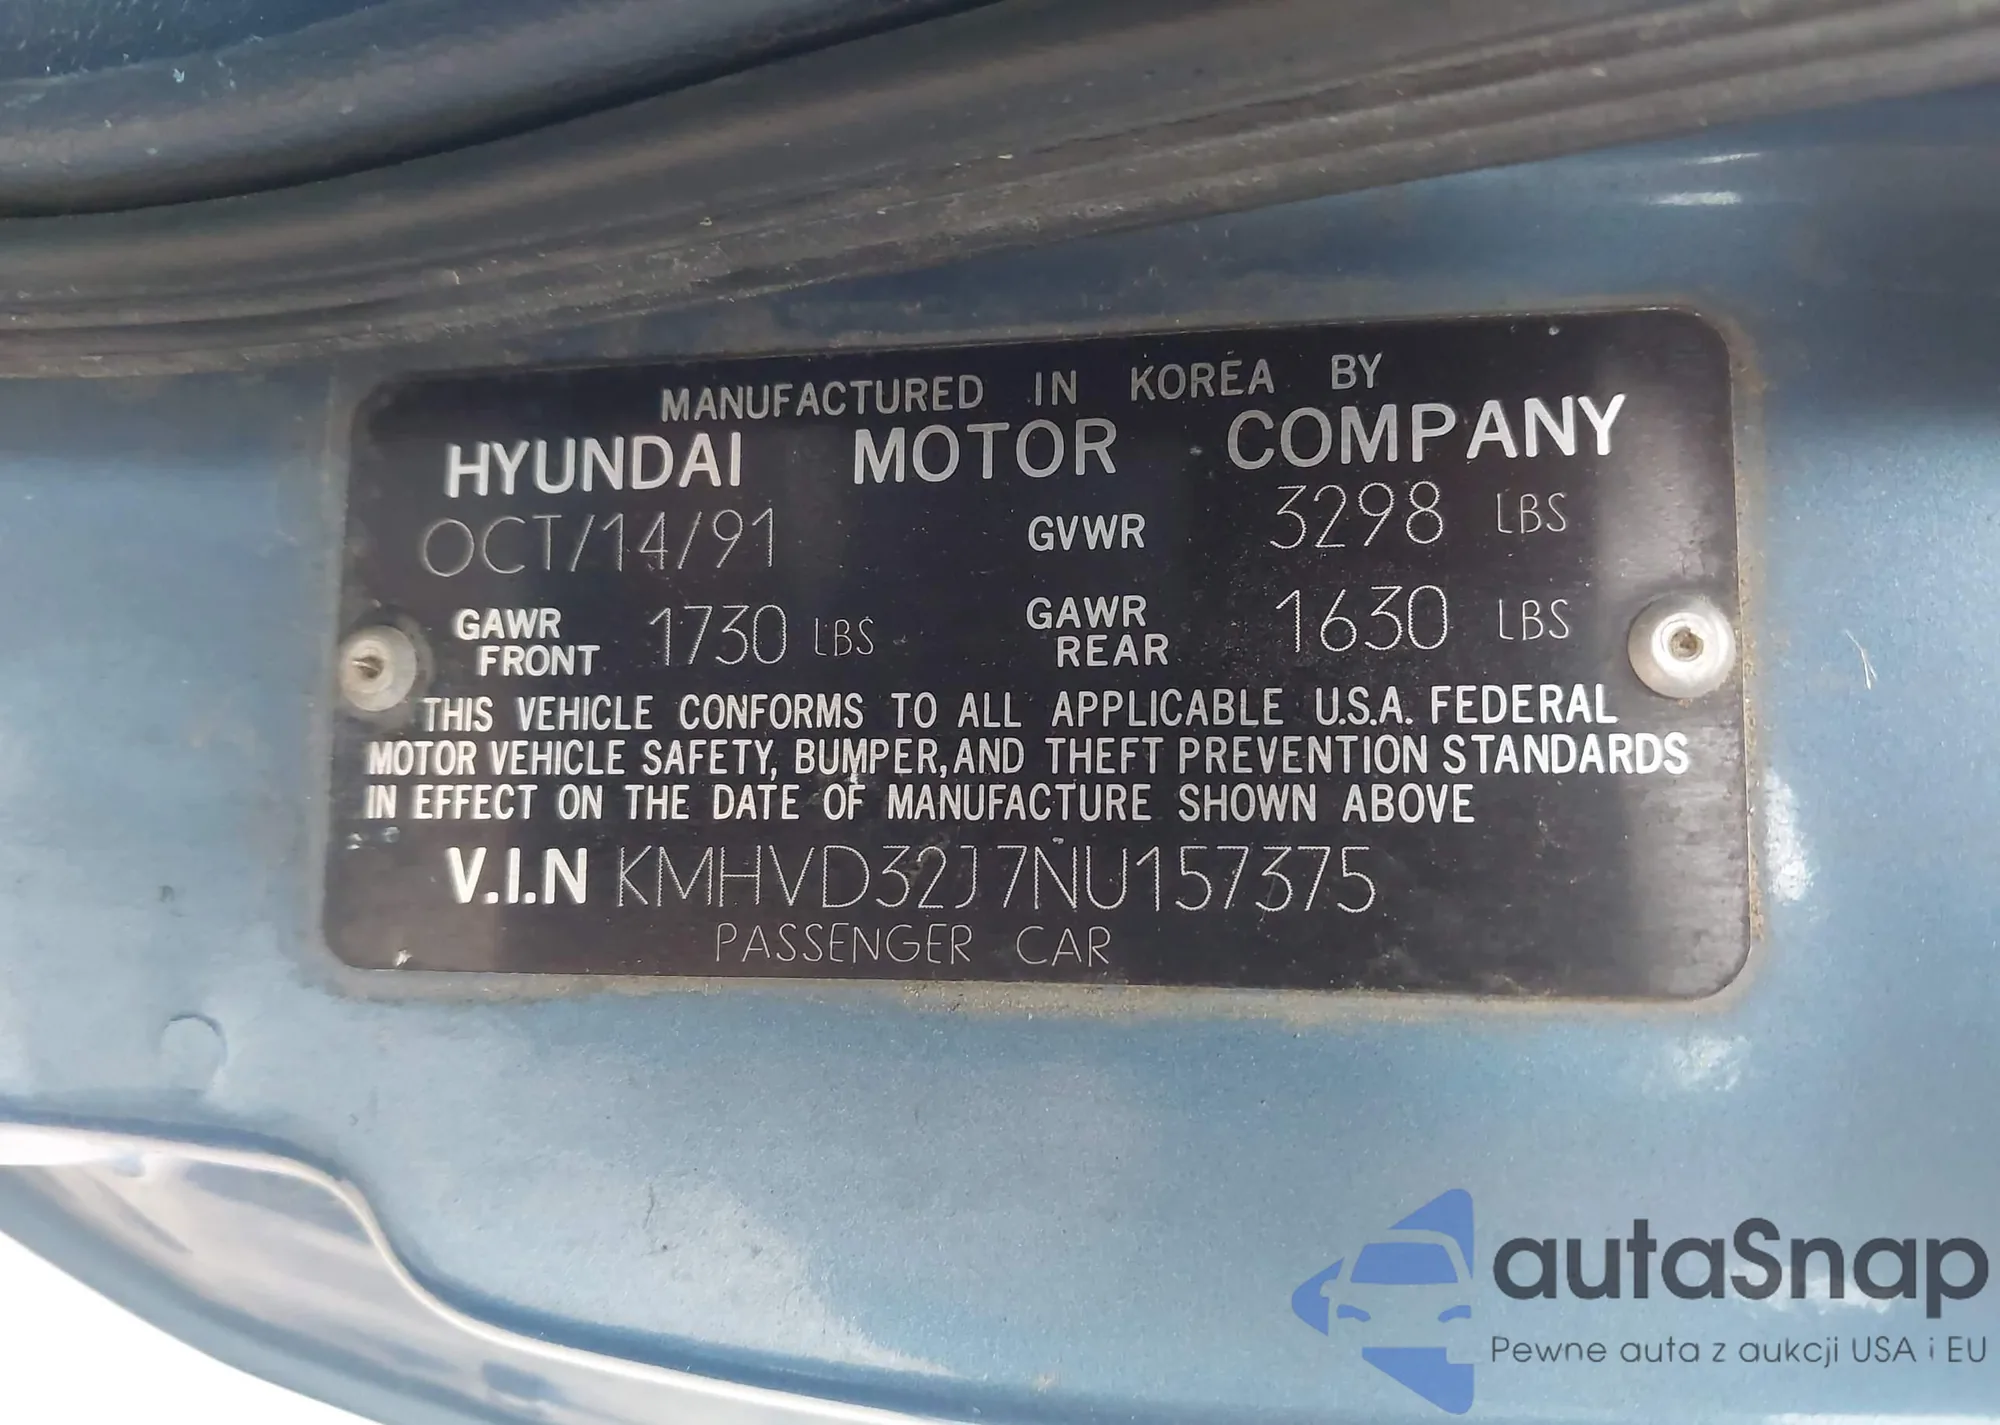 MANUFACTURED IN KOREA BY
HYUNDAI MOTOR COMPANY
OCT/14/91 GVWR 3298 LBS
GAWR FRONT 1730 LBS GAWR REAR 1630 LBS
THIS VEHICLE CONFORMS TO ALL APPLICABLE U.S.A. FEDERAL
MOTOR VEHICLE SAFETY, BUMPER, AND THEFT PREVENTION STANDARDS
IN EFFECT ON THE DATE OF MANUFACTURE SHOWN ABOVE
V.I.N KMHVD32J7NU157375
PASSENGER CAR
autaSnap
Pewne auta z aukcji USA i EU